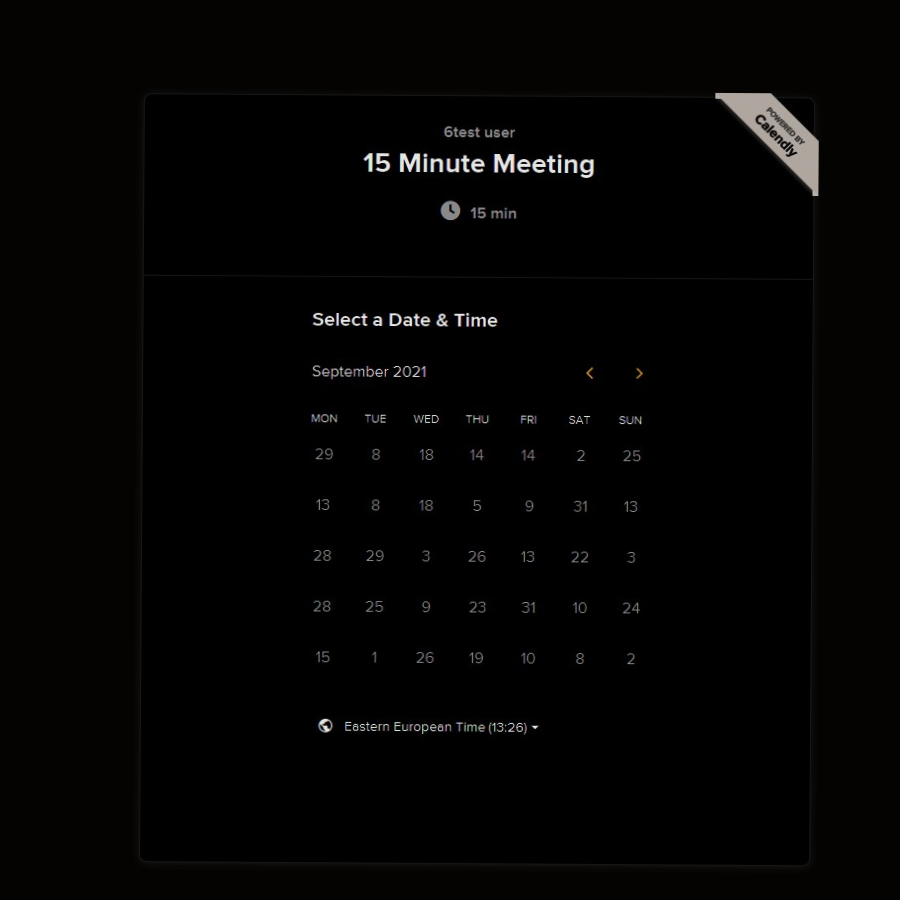 POWERED BY
Calendly
6test user
15 Minute Meeting
15 min
Select a Date & Time
September 2021
MON TUE WED THU FRI SAT SUN
29 8 18 14 14 2 25
13 8 18 5 9 31 13
28 29 3 26 13 22 3
28 25 9 23 31 10 24
15 1 26 19 10 8 2
Eastern European Time (13:26)